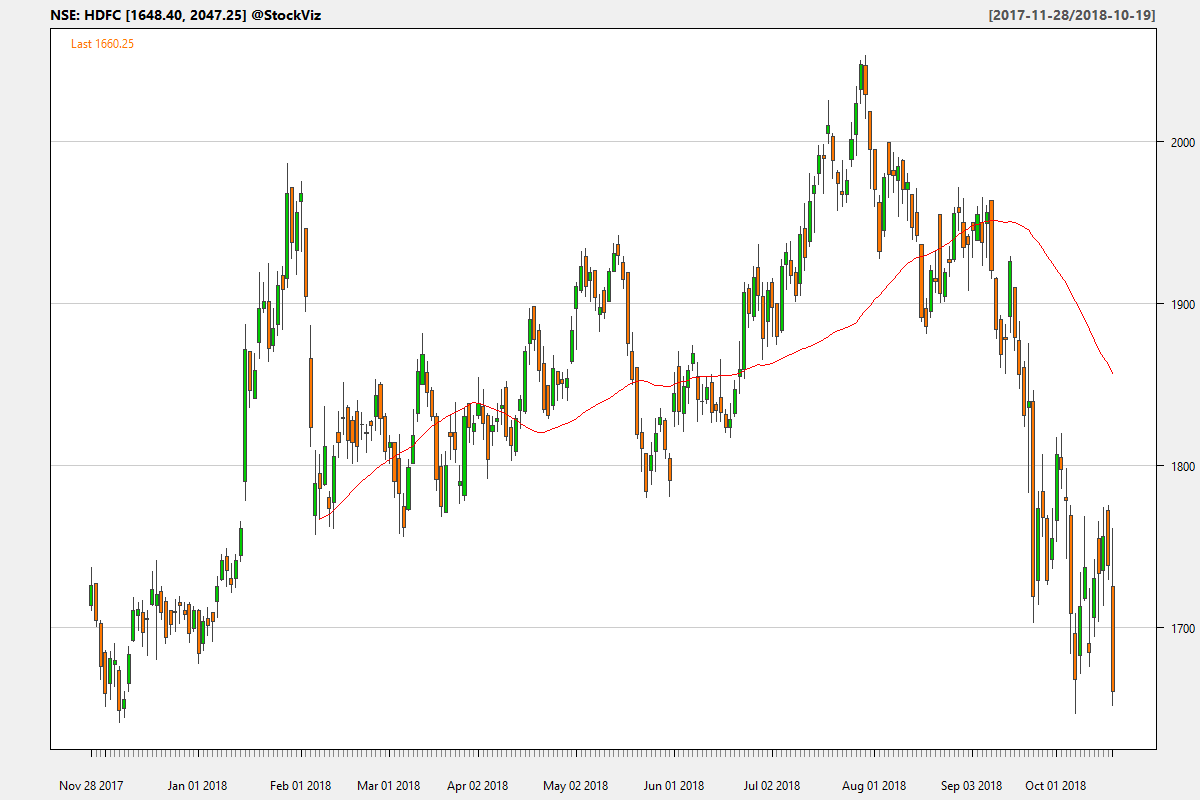 NSE: HDFC [1648.40, 2047.25] @StockViz
[2017-11-28/2018-10-19]
Last 1660.25
2000
1900
1800
1700
Nov 28 2017
Jan 01 2018
Feb 01 2018
Mar 01 2018
Apr 02 2018
May 02 2018
Jun 01 2018
Jul 02 2018
Aug 01 2018
Sep 03 2018
Oct 01 2018